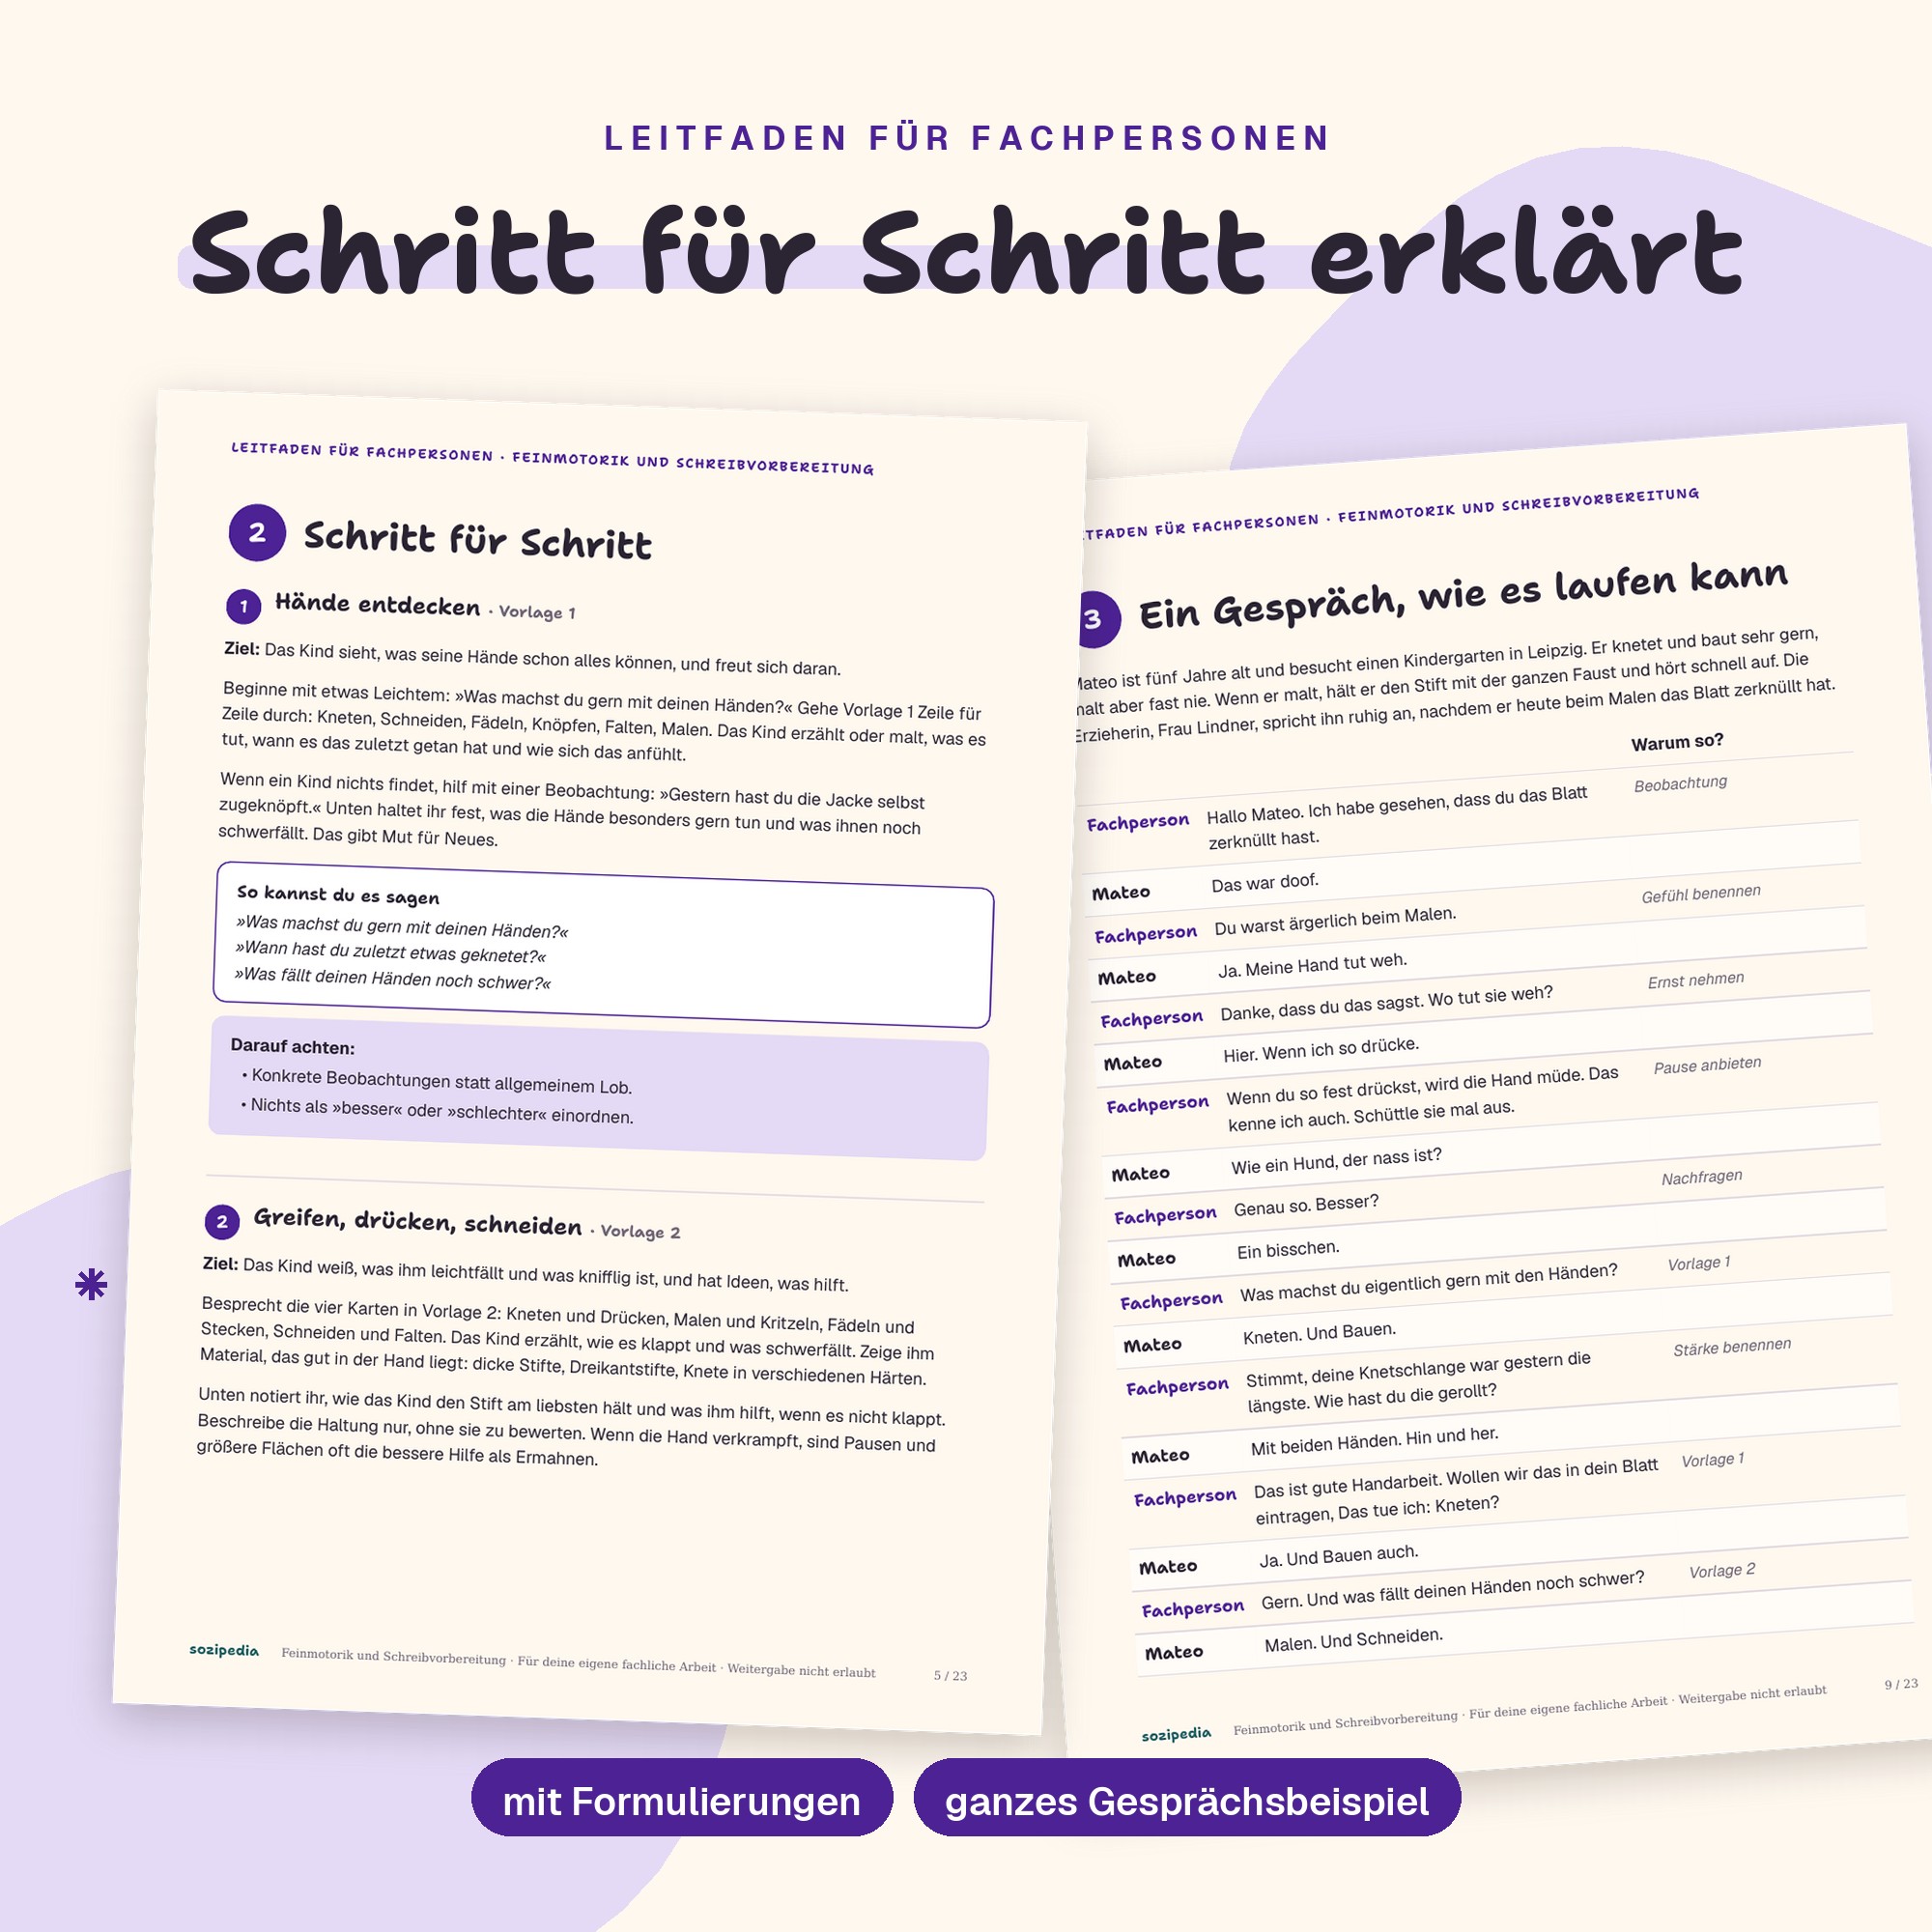 LEITFADEN FÜR FACHPERSONEN
Schritt für Schritt erklärt
LEITFADEN FÜR FACHPERSONEN · FEINMOTORIK UND SCHREIBVORBEREITUNG
2 Schritt für Schritt
1 Hände entdecken · Vorlage 1
Ziel: Das Kind sieht, was seine Hände schon alles können, und freut sich daran.
Beginne mit etwas Leichtem: »Was machst du gern mit deinen Händen?« Gehe Vorlage 1 Zeile für
Zeile durch: Kneten, Schneiden, Fädeln, Knöpfen, Falten, Malen. Das Kind erzählt oder malt, was es
tut, wann es das zuletzt getan hat und wie sich das anfühlt.
Wenn ein Kind nichts findet, hilf mit einer Beobachtung: »Gestern hast du die Jacke selbst
zugeknöpft.« Unten haltet ihr fest, was die Hände besonders gern tun und was ihnen noch
schwerfällt. Das gibt Mut für Neues.
So kannst du es sagen
»Was machst du gern mit deinen Händen?«
»Wann hast du zuletzt etwas geknetet?«
»Was fällt deinen Händen noch schwer?«
Darauf achten:
• Konkrete Beobachtungen statt allgemeinem Lob.
• Nichts als »besser« oder »schlechter« einordnen.
2 Greifen, drücken, schneiden · Vorlage 2
Ziel: Das Kind weiß, was ihm leichtfällt und was knifflig ist, und hat Ideen, was hilft.
Besprecht die vier Karten in Vorlage 2: Kneten und Drücken, Malen und Kritzeln, Fädeln und
Stecken, Schneiden und Falten. Das Kind erzählt, wie es klappt und was schwerfällt. Zeige ihm
Material, das gut in der Hand liegt: dicke Stifte, Dreikantstifte, Knete in verschiedenen Härten.
Unten notiert ihr, wie das Kind den Stift am liebsten hält und was ihm hilft, wenn es nicht klappt.
Beschreibe die Haltung nur, ohne sie zu bewerten. Wenn die Hand verkrampft, sind Pausen und
größere Flächen oft die bessere Hilfe als Ermahnen.
sozipedia Feinmotorik und Schreibvorbereitung · Für deine eigene fachliche Arbeit · Weitergabe nicht erlaubt 5 / 23
TFADEN FÜR FACHPERSONEN · FEINMOTORIK UND SCHREIBVORBEREITUNG
3 Ein Gespräch, wie es laufen kann
Mateo ist fünf Jahre alt und besucht einen Kindergarten in Leipzig. Er knetet und baut sehr gern,
malt aber fast nie. Wenn er malt, hält er den Stift mit der ganzen Faust und hört schnell auf. Die
Erzieherin, Frau Lindner, spricht ihn ruhig an, nachdem er heute beim Malen das Blatt zerknüllt hat.
Warum so?
Fachperson Hallo Mateo. Ich habe gesehen, dass du das Blatt Beobachtung
zerknüllt hast.
Mateo Das war doof.
Fachperson Du warst ärgerlich beim Malen. Gefühl benennen
Mateo Ja. Meine Hand tut weh.
Fachperson Danke, dass du das sagst. Wo tut sie weh? Ernst nehmen
Mateo Hier. Wenn ich so drücke.
Fachperson Wenn du so fest drückst, wird die Hand müde. Das Pause anbieten
kenne ich auch. Schüttle sie mal aus.
Mateo Wie ein Hund, der nass ist?
Fachperson Genau so. Besser? Nachfragen
Mateo Ein bisschen.
Fachperson Was machst du eigentlich gern mit den Händen? Vorlage 1
Mateo Kneten. Und Bauen.
Fachperson Stimmt, deine Knetschlange war gestern die Stärke benennen
längste. Wie hast du die gerollt?
Mateo Mit beiden Händen. Hin und her.
Fachperson Das ist gute Handarbeit. Wollen wir das in dein Blatt Vorlage 1
eintragen, Das tue ich: Kneten?
Mateo Ja. Und Bauen auch.
Fachperson Gern. Und was fällt deinen Händen noch schwer? Vorlage 2
Mateo Malen. Und Schneiden.
sozipedia Feinmotorik und Schreibvorbereitung · Für deine eigene fachliche Arbeit · Weitergabe nicht erlaubt 9 / 23
mit Formulierungen
ganzes Gesprächsbeispiel